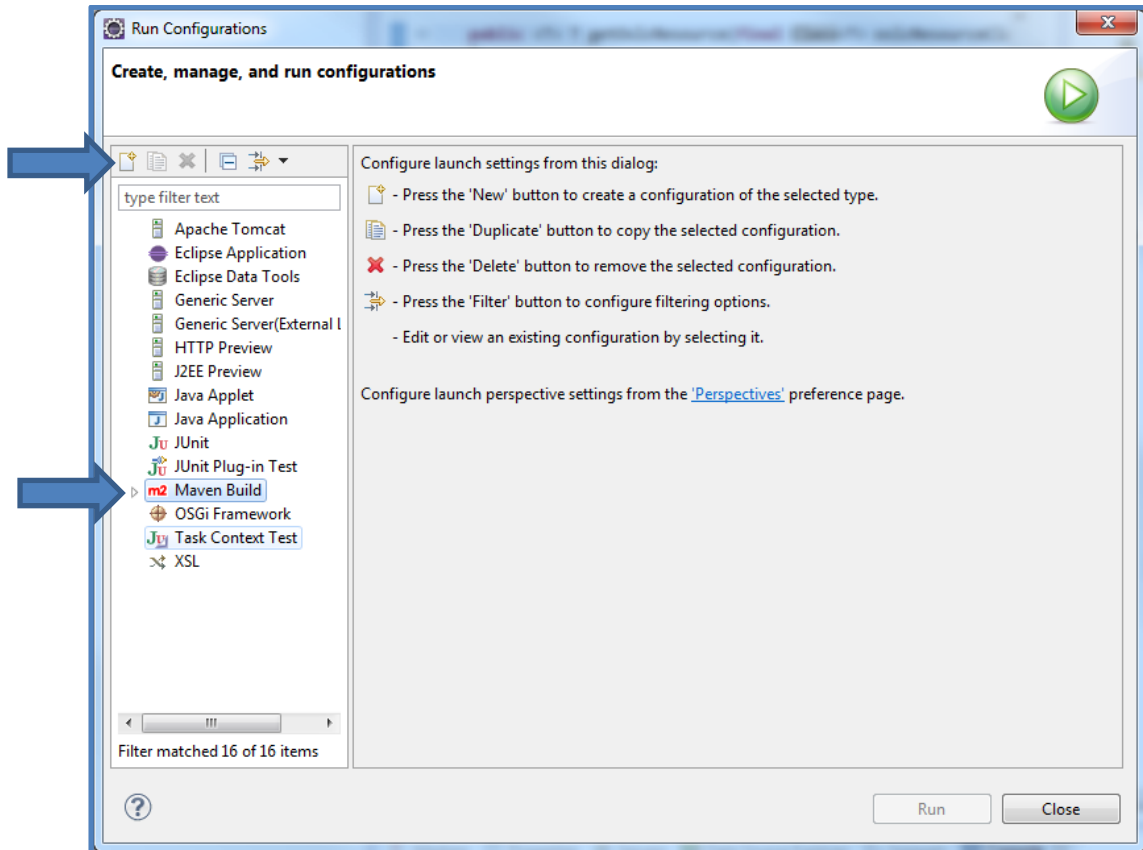 Run Configurations
Create, manage, and run configurations
type filter text
Apache Tomcat
Eclipse Application
Eclipse Data Tools
Generic Server
Generic Server(External L
HTTP Preview
J2EE Preview
Java Applet
Java Application
Ju JUnit
Ju JUnit Plug-in Test
m2 Maven Build
OSGi Framework
Ju Task Context Test
XSL
Filter matched 16 of 16 items
Configure launch settings from this dialog:
- Press the 'New' button to create a configuration of the selected type.
- Press the 'Duplicate' button to copy the selected configuration.
- Press the 'Delete' button to remove the selected configuration.
- Press the 'Filter' button to configure filtering options.
- Edit or view an existing configuration by selecting it.
Configure launch perspective settings from the 'Perspectives' preference page.
?
Run
Close